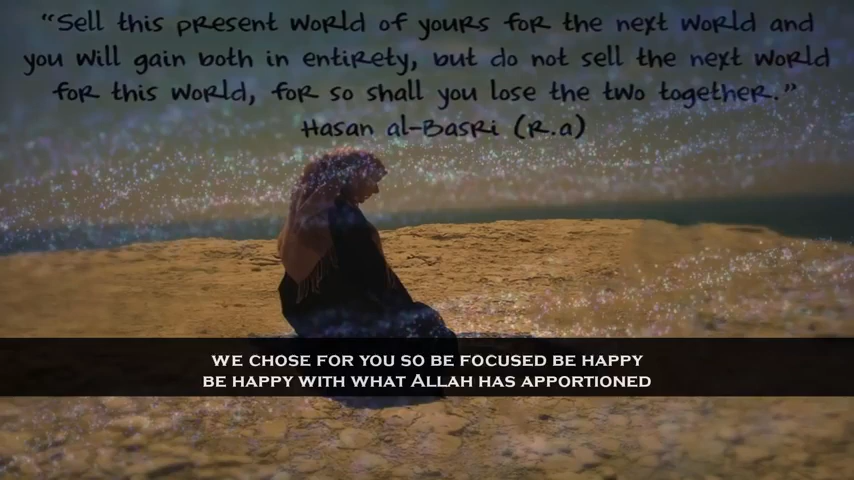 "Sell this present world of yours for the next world and
you will gain both in entirety, but do not sell the next world
for this world, for so shall you lose the two together."
Hasan al-Basri (R.a)
WE CHOSE FOR YOU SO BE FOCUSED BE HAPPY
BE HAPPY WITH WHAT ALLAH HAS APPORTIONED